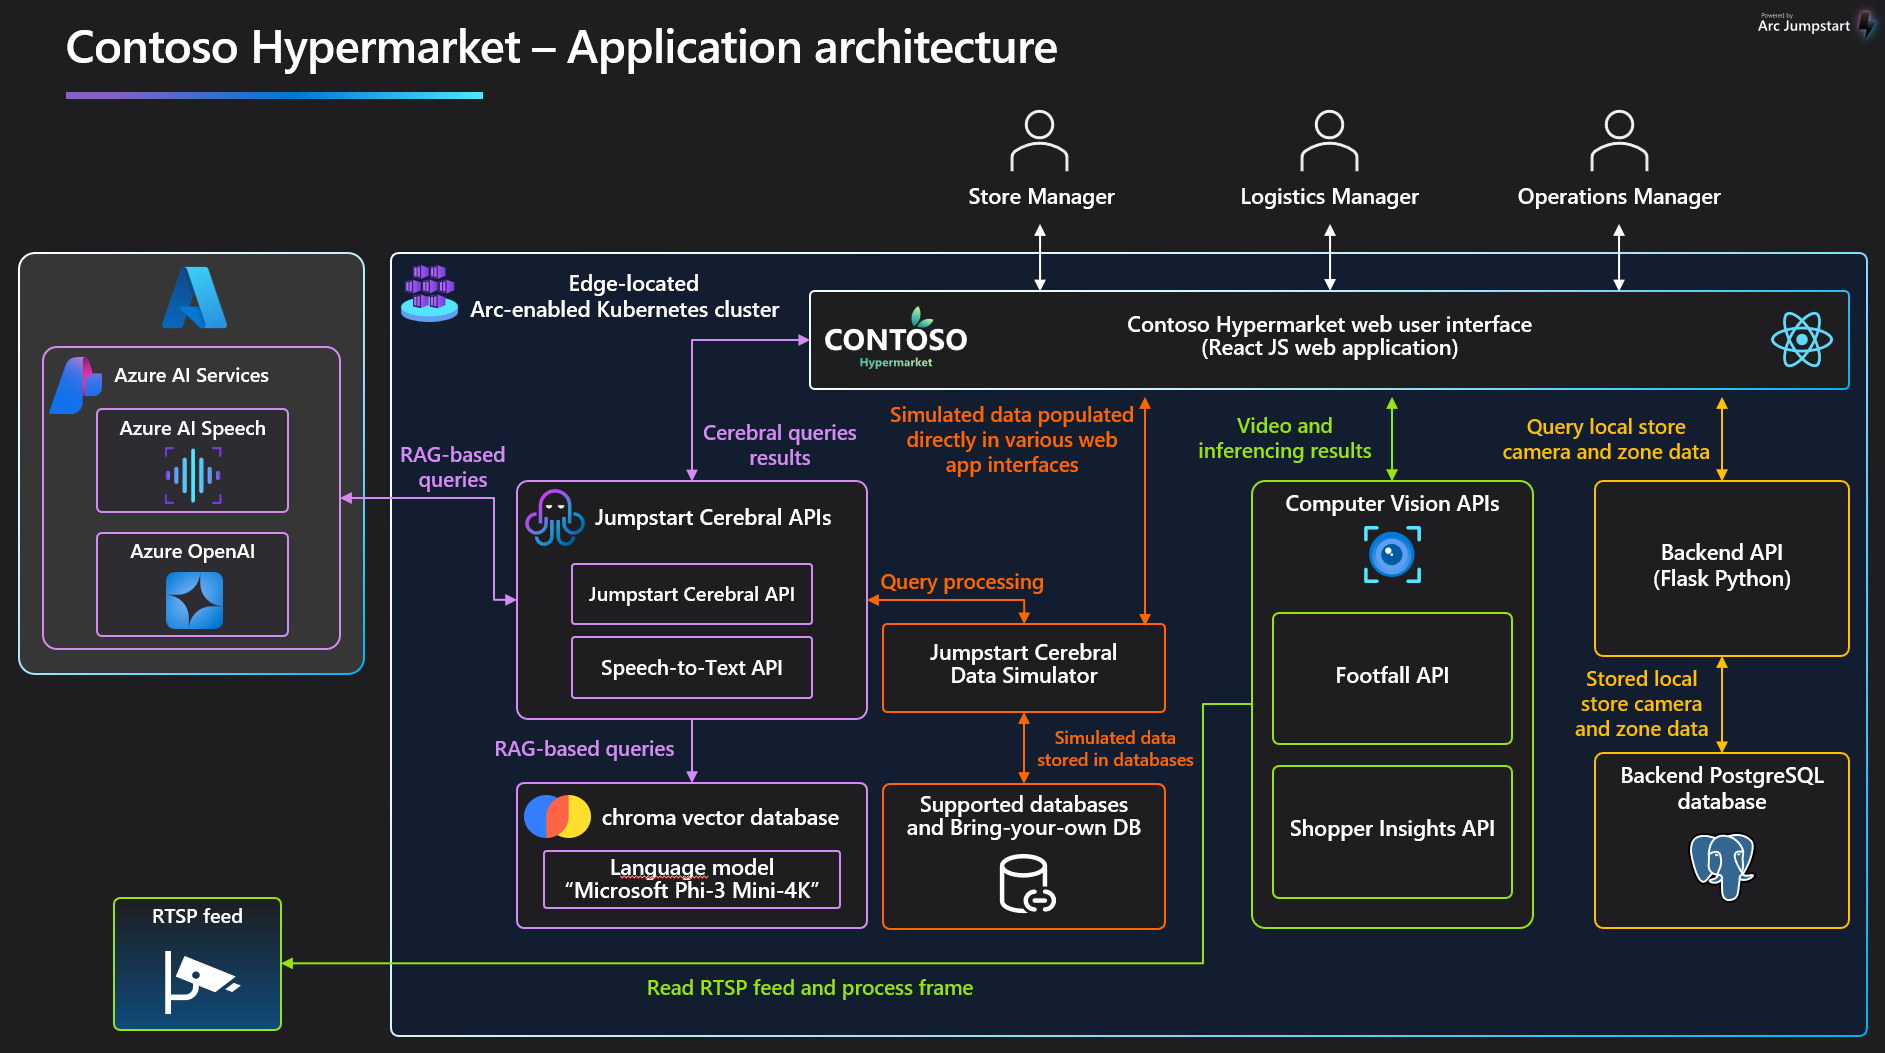 Contoso Hypermarket – Application architecture
Powered by
Arc Jumpstart
Store Manager
Logistics Manager
Operations Manager
Edge-located
Arc-enabled Kubernetes cluster
CONTOSO
Hypermarket
Contoso Hypermarket web user interface
(React JS web application)
Azure AI Services
Azure AI Speech
Azure OpenAI
RAG-based
queries
Cerebral queries
results
Simulated data populated
directly in various web
app interfaces
Video and
inferencing results
Query local store
camera and zone data
Jumpstart Cerebral APIs
Jumpstart Cerebral API
Speech-to-Text API
Query processing
Jumpstart Cerebral
Data Simulator
Computer Vision APIs
Footfall API
Shopper Insights API
Backend API
(Flask Python)
Stored local
store camera
and zone data
RAG-based queries
Simulated data
stored in databases
chroma vector database
Language model
“Microsoft Phi-3 Mini-4K”
Supported databases
and Bring-your-own DB
Backend PostgreSQL
database
RTSP feed
Read RTSP feed and process frame